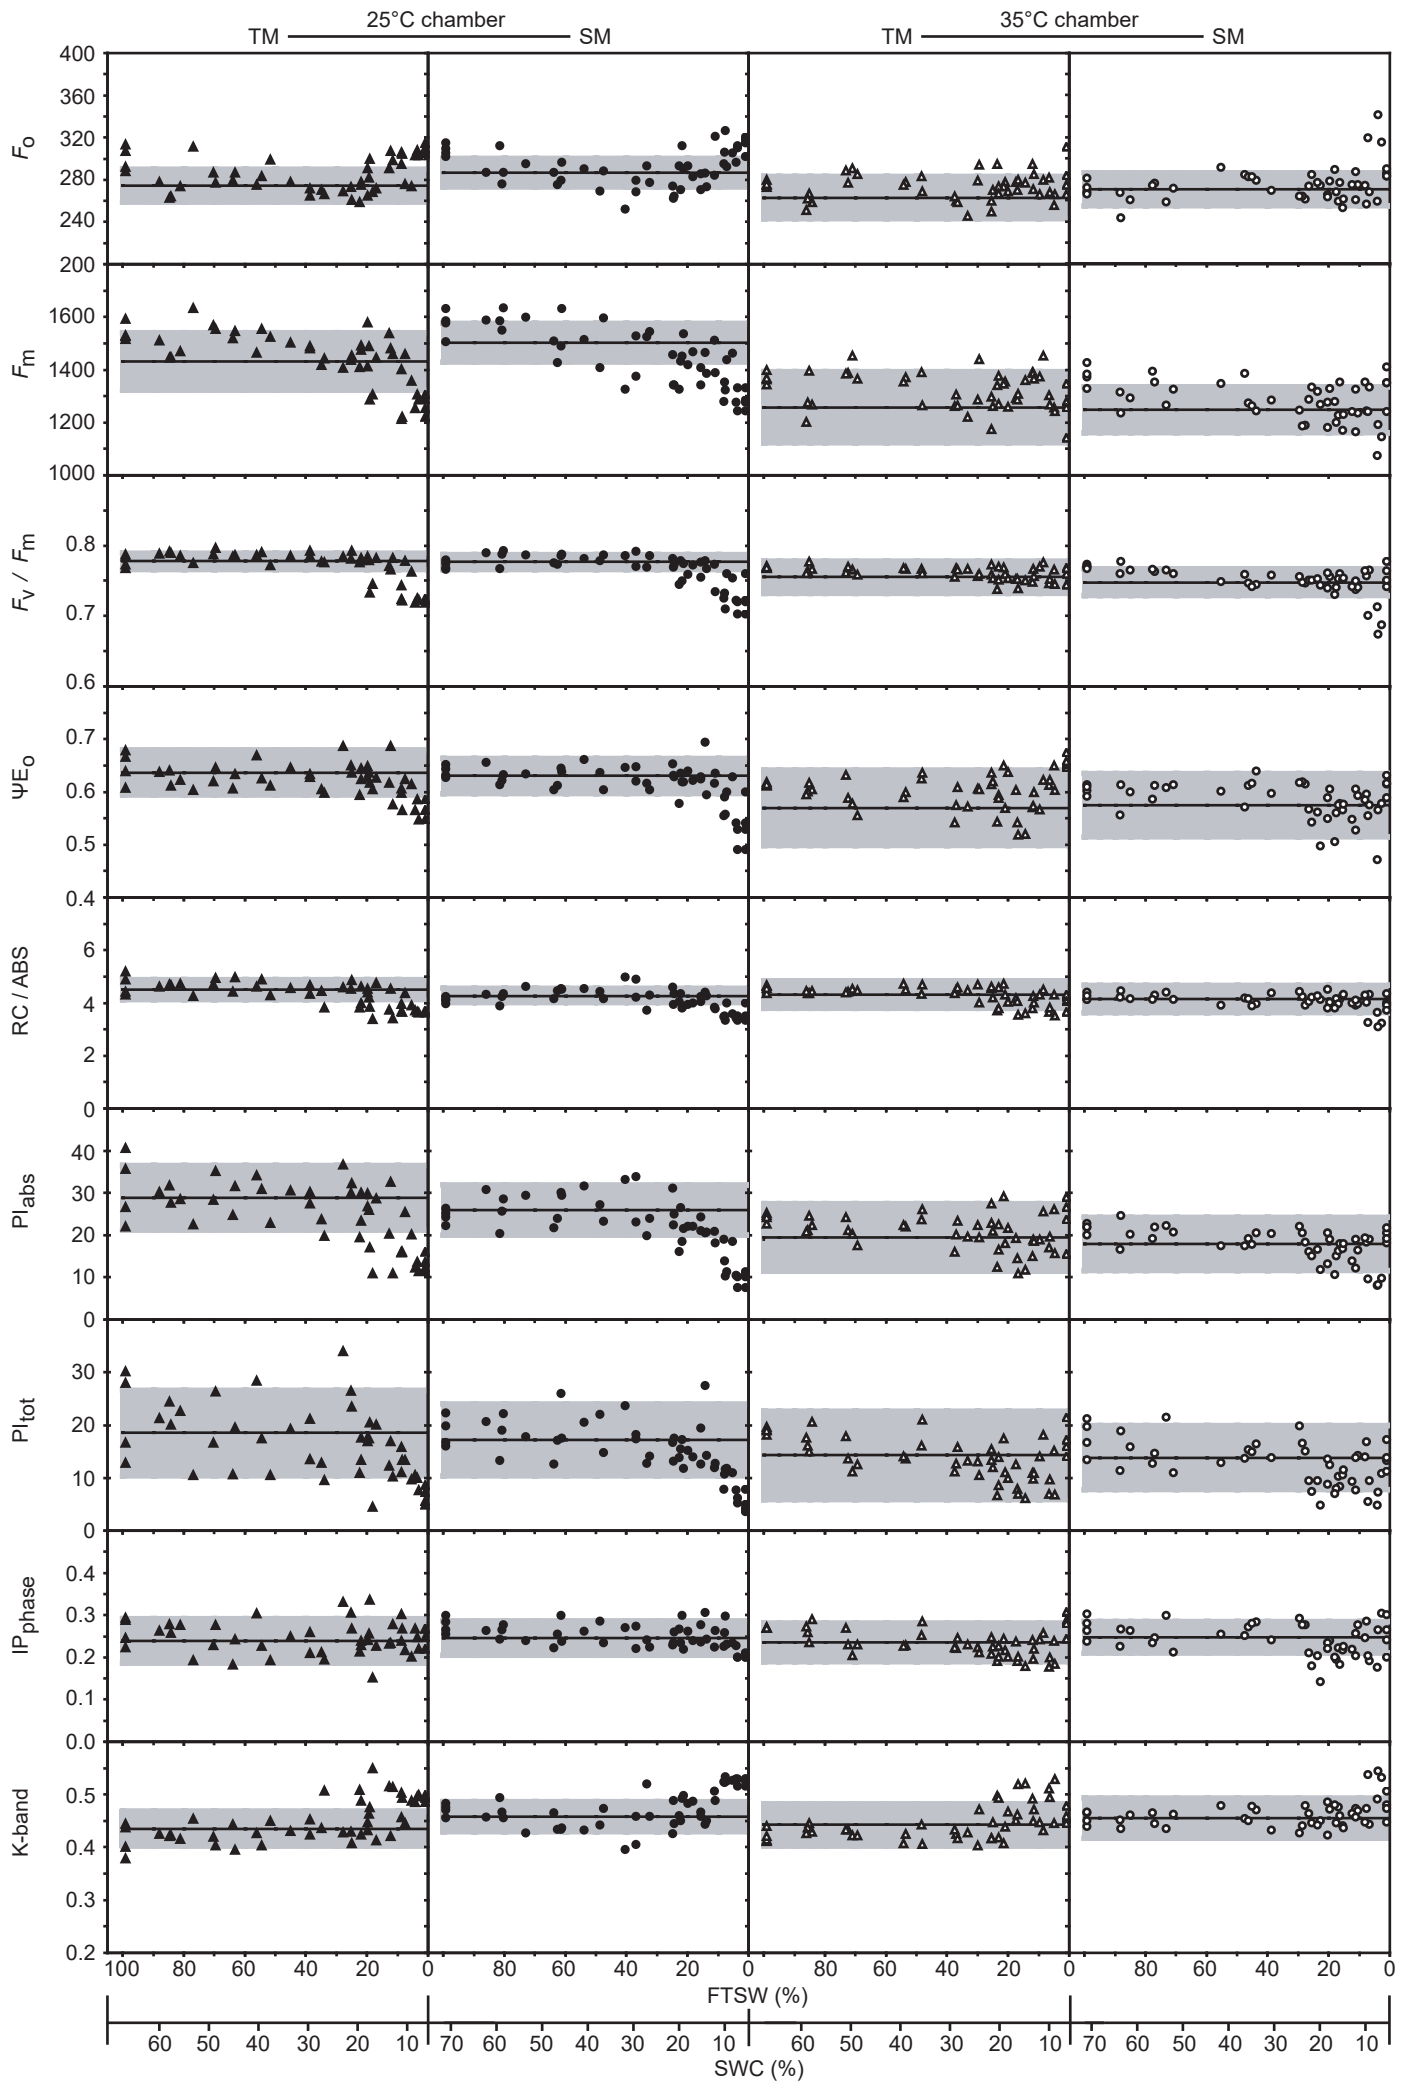 25°C chamber 35°C chamber
TM SM TM SM
400
360
320
280
240
200
Fo
1600
1400
1200
1000
Fm
0.8
0.7
0.6
Fv / Fm
0.7
0.6
0.5
0.4
ΨEo
6
4
2
0
RC / ABS
40
30
20
10
0
PIabs
30
20
10
0
PItot
0.4
0.3
0.2
0.1
0.0
IPphase
0.5
0.4
0.3
0.2
K-band
100 80 60 40 20 0 80 60 40 20 0 80 60 40 20 0 80 60 40 20 0
FTSW (%)
60 50 40 30 20 10 70 60 50 40 30 20 10 60 50 40 30 20 10 70 60 50 40 30 20 10
SWC (%)